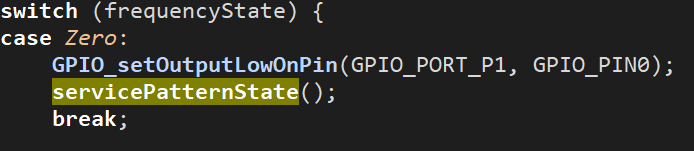 switch (frequencyState) {
case Zero:
    GPIO_setOutputLowOnPin(GPIO_PORT_P1, GPIO_PIN0);
    servicePatternState();
    break;